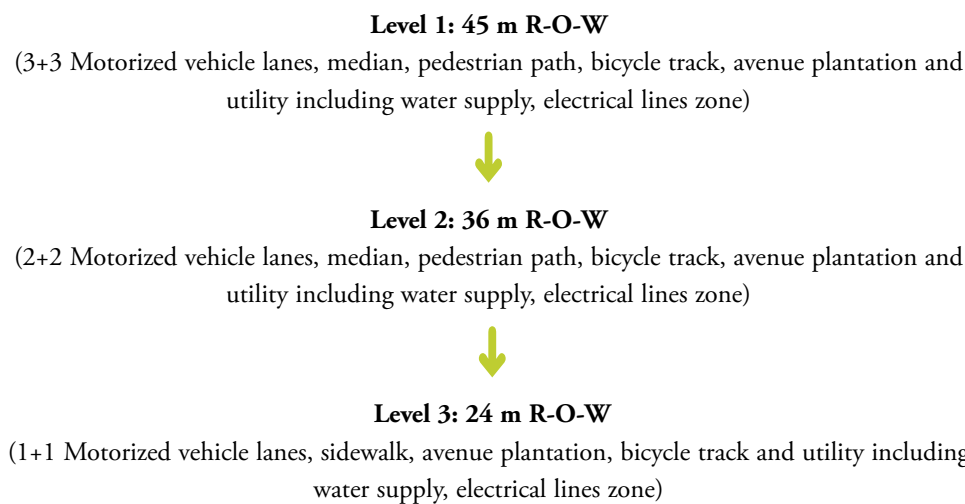 Level 1: 45 m R-O-W
(3+3 Motorized vehicle lanes, median, pedestrian path, bicycle track, avenue plantation and
utility including water supply, electrical lines zone)
Level 2: 36 m R-O-W
(2+2 Motorized vehicle lanes, median, pedestrian path, bicycle track, avenue plantation and
utility including water supply, electrical lines zone)
Level 3: 24 m R-O-W
(1+1 Motorized vehicle lanes, sidewalk, avenue plantation, bicycle track and utility including
water supply, electrical lines zone)